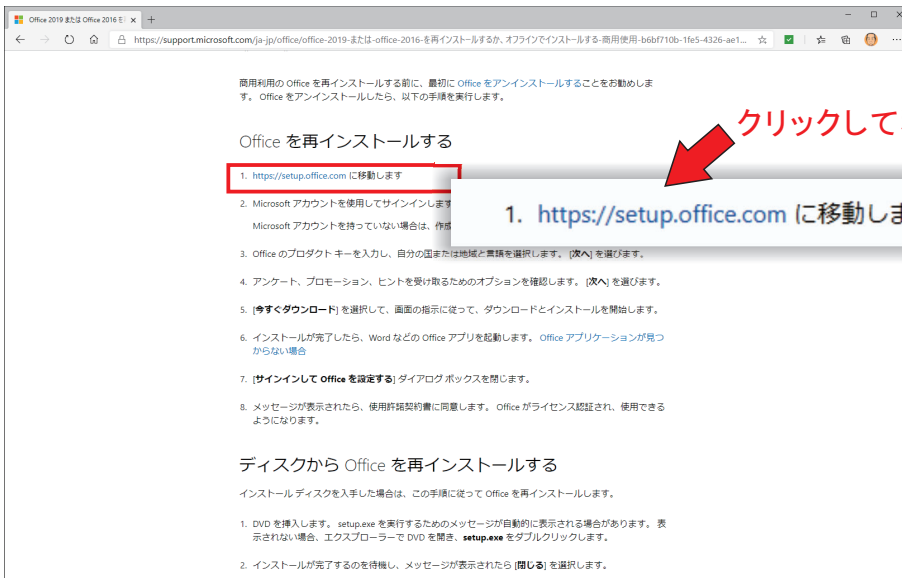 Office 2019 または Office 2016 を
https://support.microsoft.com/ja-jp/office/office-2019-または-office-2016-を再インストールするか、オフラインでインストールする-商用使用-b6bf710b-1fe5-4326-ae1...
商用利用の Office を再インストールする前に、最初に Office をアンインストールすることをお勧めしま
す。 Office をアンインストールしたら、以下の手順を実行します。
クリックして
Office を再インストールする
1. https://setup.office.com に移動します
1. https://setup.office.com に移動しま
2. Microsoft アカウントを使用してサインインします
Microsoft アカウントを持っていない場合は、作成
3. Office のプロダクト キーを入力し、自分の国または地域と言語を選択します。 [次へ] を選びます。
4. アンケート、プロモーション、ヒントを受け取るためのオプションを確認します。 [次へ] を選びます。
5. [今すぐダウンロード] を選択して、画面の指示に従って、ダウンロードとインストールを開始します。
6. インストールが完了したら、Word などの Office アプリを起動します。 Office アプリケーションが見つ
からない場合
7. [サインインして Office を設定する] ダイアログ ボックスを閉じます。
8. メッセージが表示されたら、使用許諾契約書に同意します。 Office がライセンス認証され、使用できる
ようになります。
ディスクから Office を再インストールする
インストール ディスクを入手した場合は、この手順に従って Office を再インストールします。
1. DVD を挿入します。 setup.exe を実行するためのメッセージが自動的に表示される場合があります。 表
示されない場合、エクスプローラーで DVD を開き、setup.exe をダブルクリックします。
2. インストールが完了するのを待機し、メッセージが表示されたら [閉じる] を選択します。